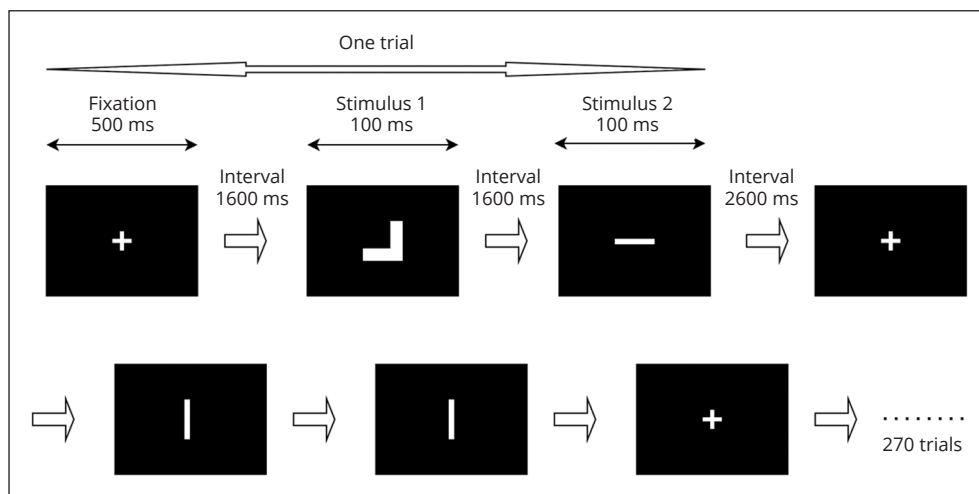 One trial
Fixation
500 ms
Stimulus 1
100 ms
Stimulus 2
100 ms
Interval
1600 ms
Interval
1600 ms
Interval
2600 ms
270 trials